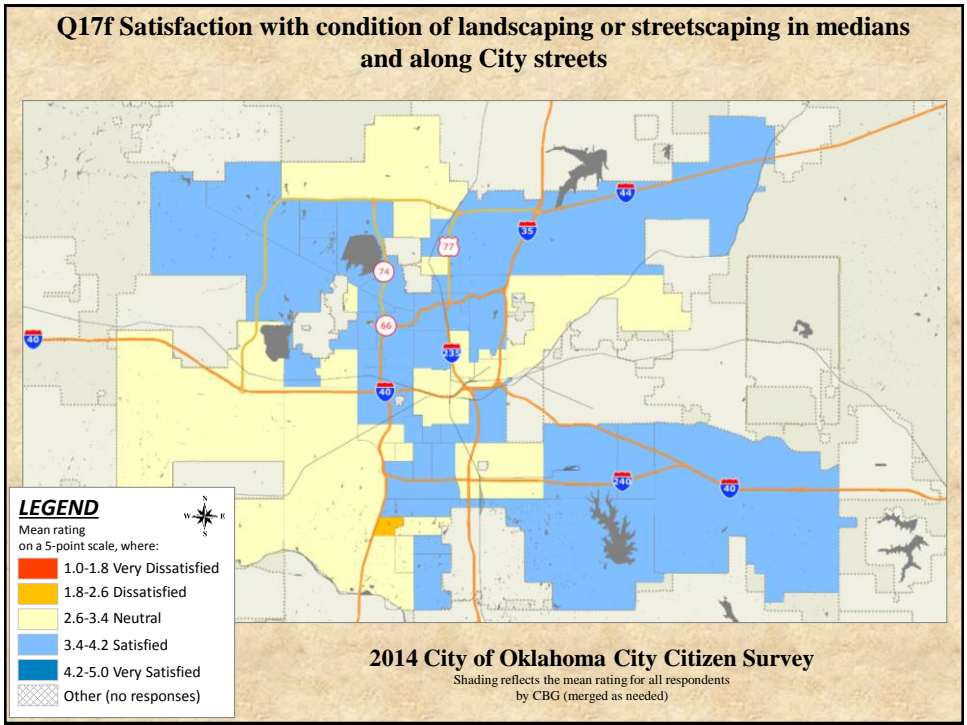 Q17f Satisfaction with condition of landscaping or streetscaping in medians
and along City streets
44
35
77
74
66
40
235
40
240
40
LEGEND
N
W E
S
Mean rating
on a 5-point scale, where:
1.0-1.8 Very Dissatisfied
1.8-2.6 Dissatisfied
2.6-3.4 Neutral
3.4-4.2 Satisfied
4.2-5.0 Very Satisfied
Other (no responses)
2014 City of Oklahoma City Citizen Survey
Shading reflects the mean rating for all respondents
by CBG (merged as needed)